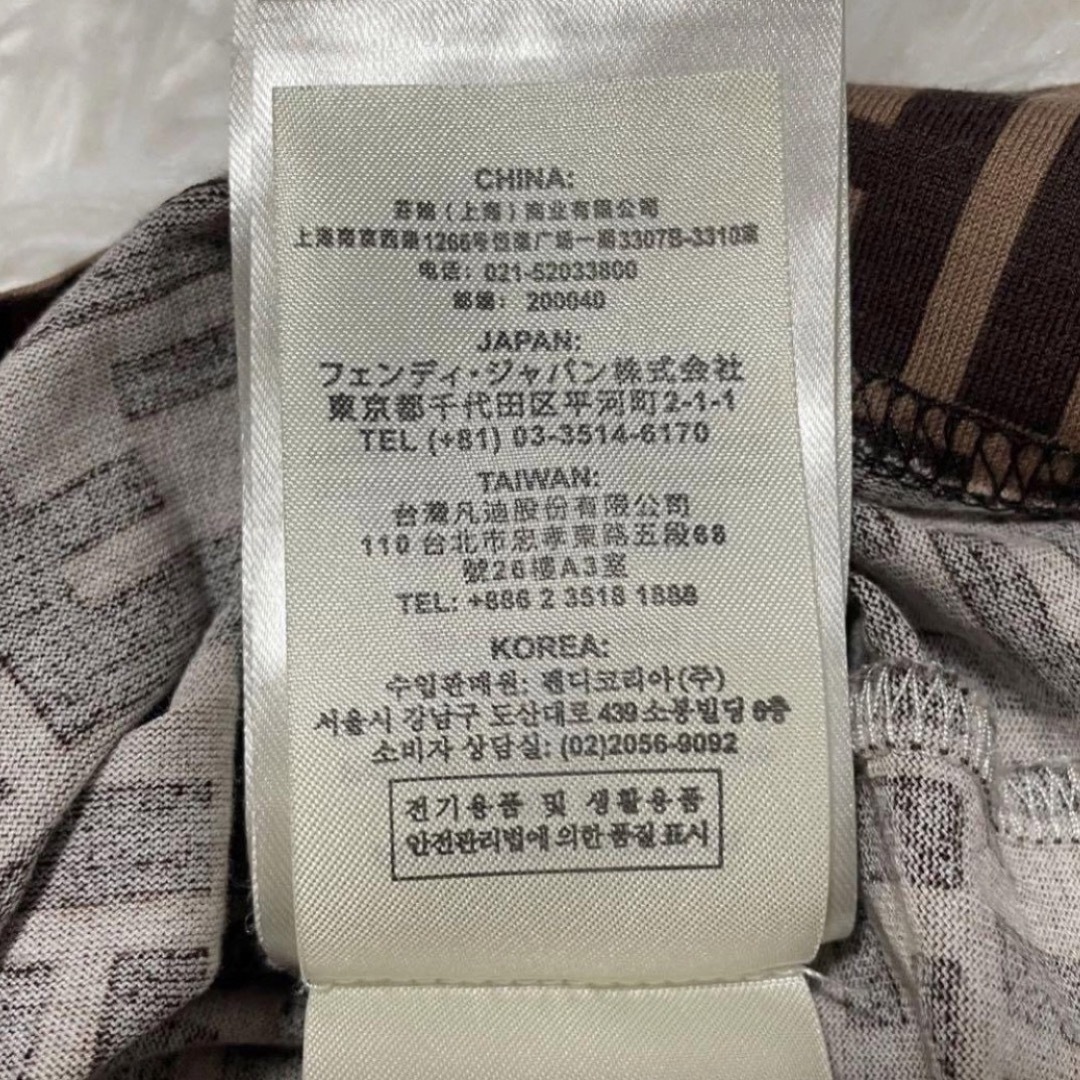 CHINA:
芬迪（上海）商业有限公司
上海南京西路1266号恒隆广场一期3307B-3310室
电话：021-52033800
邮编：200040
JAPAN:
フェンディ・ジャパン株式会社
東京都千代田区平河町2-1-1
TEL (+81) 03-3514-6170
TAIWAN:
台灣凡迪股份有限公司
110 台北市忠孝東路五段68
號26樓A3室
TEL: +886 2 3518 1888
KOREA:
수입판매원: 펜디코리아(주)
서울시 강남구 도산대로 439 소봉빌딩 6층
소비자 상담실: (02)2056-9092
전기용품 및 생활용품
안전관리법에 의한 품질 표시